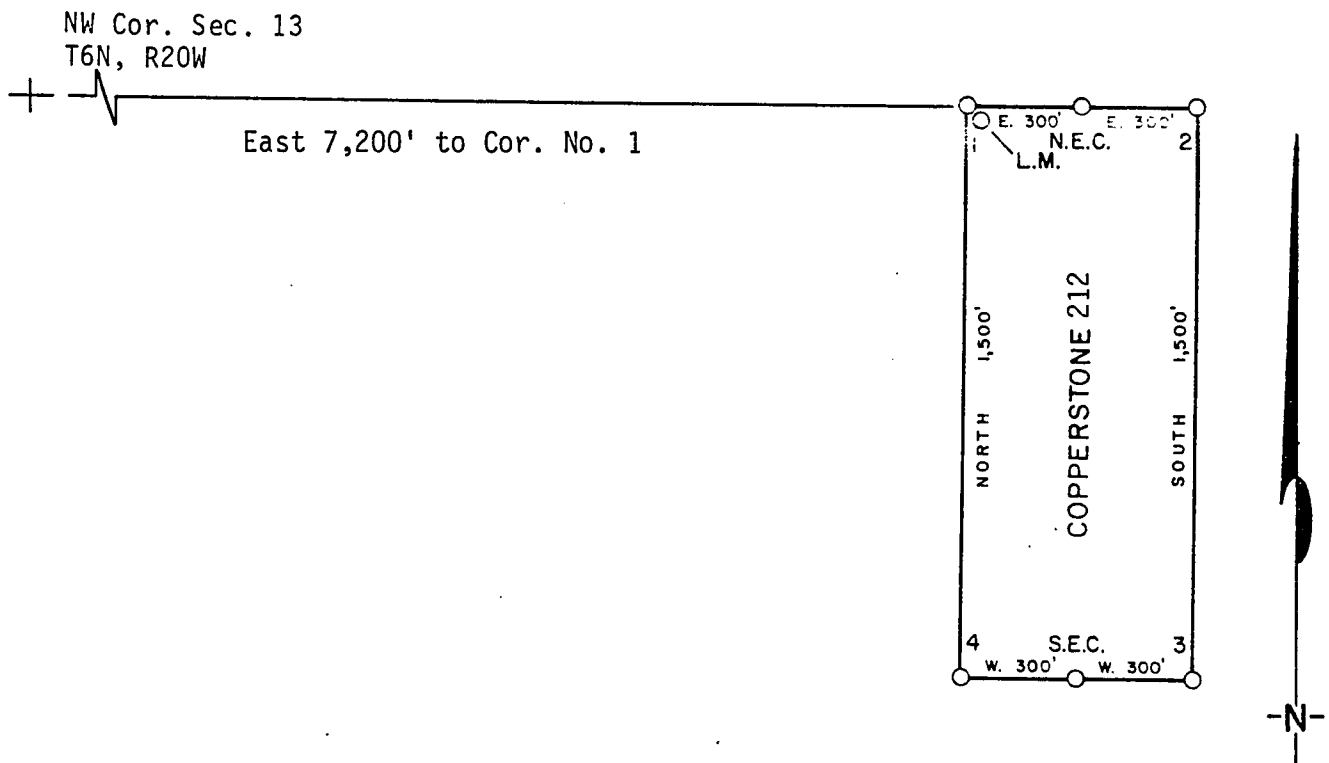 NW Cor. Sec. 13
T6N, R20W
East 7,200' to Cor. No. 1
E. 300' E. 300'
1 N.E.C. 2
L.M.
NORTH 1,500'
COPPERSTONE 212
SOUTH 1,500'
4 S.E.C. 3
W. 300' W. 300'
-N-